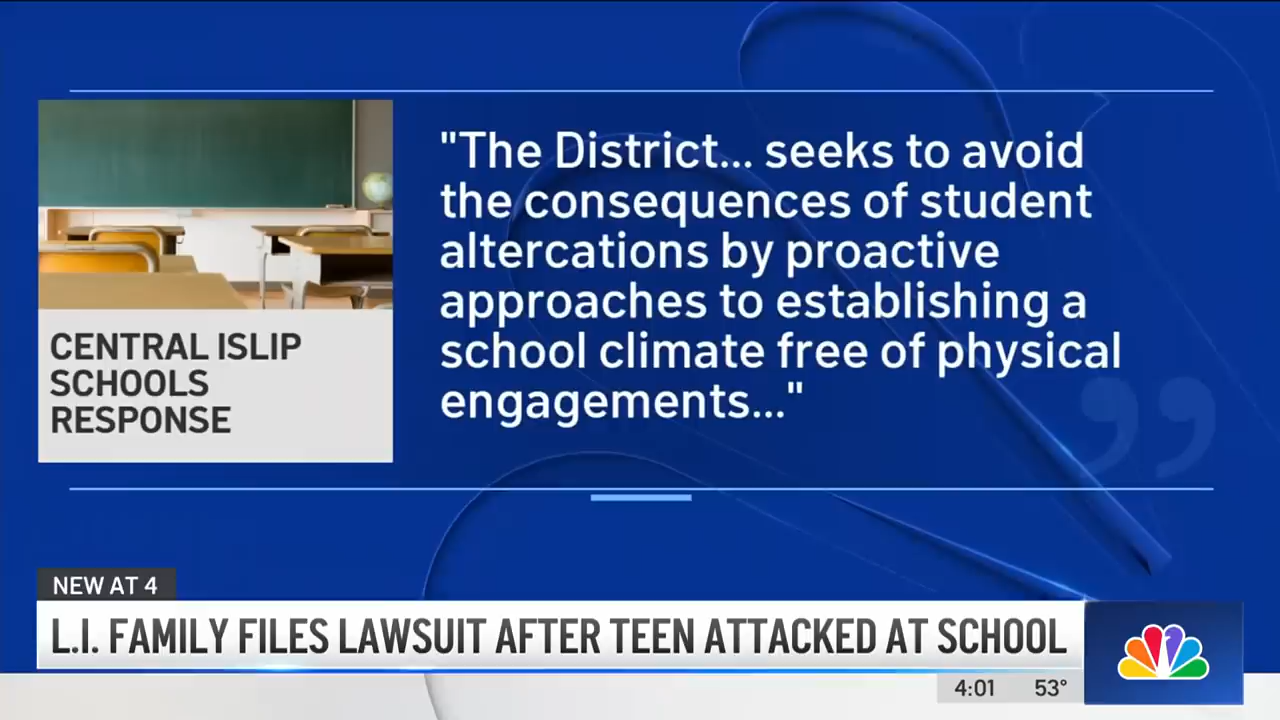 "The District... seeks to avoid
the consequences of student
altercations by proactive
approaches to establishing a
school climate free of physical
engagements..."
CENTRAL ISLIP
SCHOOLS
RESPONSE
NEW AT 4
L.I. FAMILY FILES LAWSUIT AFTER TEEN ATTACKED AT SCHOOL
4:01 53°